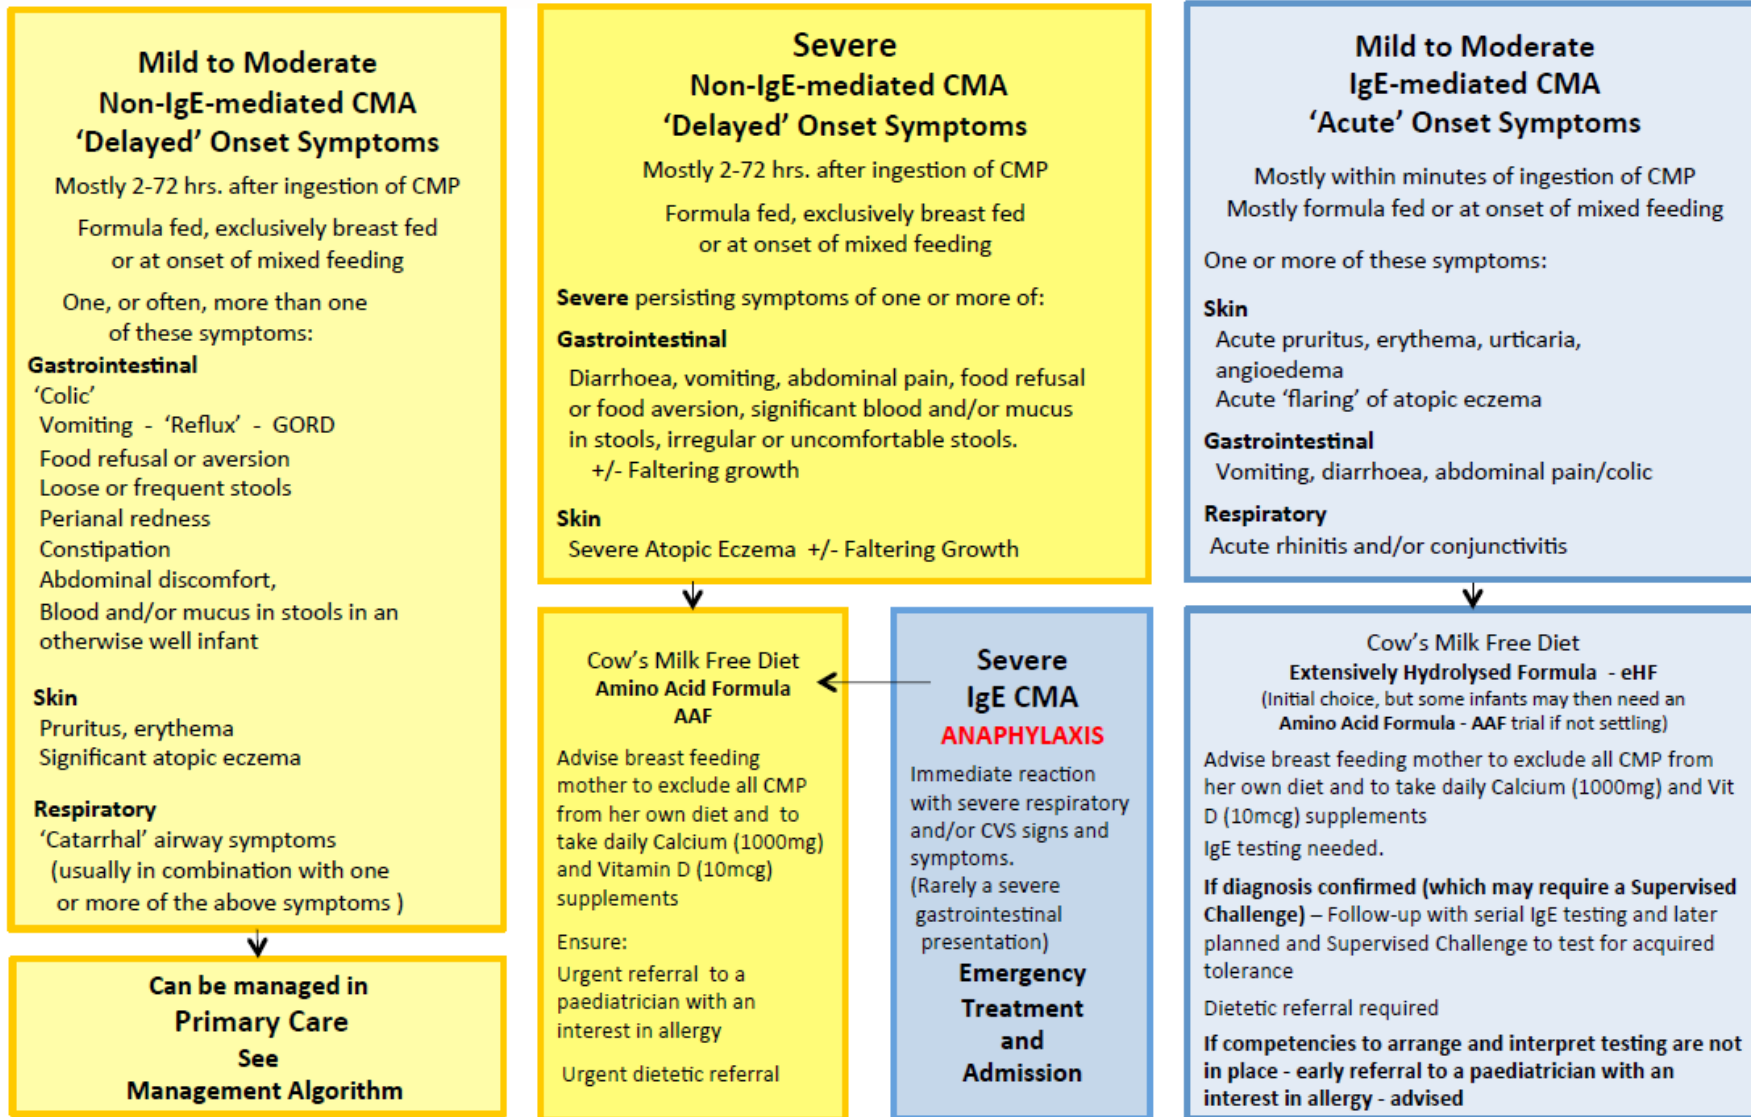 Mild to Moderate
Non-IgE-mediated CMA
‘Delayed’ Onset Symptoms
Mostly 2-72 hrs. after ingestion of CMP
Formula fed, exclusively breast fed
or at onset of mixed feeding
One, or often, more than one
of these symptoms:
Gastrointestinal
‘Colic’
Vomiting - ‘Reflux’ - GORD
Food refusal or aversion
Loose or frequent stools
Perianal redness
Constipation
Abdominal discomfort,
Blood and/or mucus in stools in an
otherwise well infant
Skin
Pruritus, erythema
Significant atopic eczema
Respiratory
‘Catarrhal’ airway symptoms
(usually in combination with one
or more of the above symptoms )
Can be managed in
Primary Care
See
Management Algorithm
Severe
Non-IgE-mediated CMA
‘Delayed’ Onset Symptoms
Mostly 2-72 hrs. after ingestion of CMP
Formula fed, exclusively breast fed
or at onset of mixed feeding
Severe persisting symptoms of one or more of:
Gastrointestinal
Diarrhoea, vomiting, abdominal pain, food refusal
or food aversion, significant blood and/or mucus
in stools, irregular or uncomfortable stools.
+/- Faltering growth
Skin
Severe Atopic Eczema +/- Faltering Growth
Cow’s Milk Free Diet
Amino Acid Formula
AAF
Advise breast feeding
mother to exclude all CMP
from her own diet and to
take daily Calcium (1000mg)
and Vitamin D (10mcg)
supplements
Ensure:
Urgent referral to a
paediatrician with an
interest in allergy
Urgent dietetic referral
Severe
IgE CMA
ANAPHYLAXIS
Immediate reaction
with severe respiratory
and/or CVS signs and
symptoms.
(Rarely a severe
gastrointestinal
presentation)
Emergency
Treatment
and
Admission
Mild to Moderate
IgE-mediated CMA
‘Acute’ Onset Symptoms
Mostly within minutes of ingestion of CMP
Mostly formula fed or at onset of mixed feeding
One or more of these symptoms:
Skin
Acute pruritus, erythema, urticaria,
angioedema
Acute ‘flaring’ of atopic eczema
Gastrointestinal
Vomiting, diarrhoea, abdominal pain/colic
Respiratory
Acute rhinitis and/or conjunctivitis
Cow’s Milk Free Diet
Extensively Hydrolysed Formula - eHF
(Initial choice, but some infants may then need an
Amino Acid Formula - AAF trial if not settling)
Advise breast feeding mother to exclude all CMP from
her own diet and to take daily Calcium (1000mg) and Vit
D (10mcg) supplements
IgE testing needed.
If diagnosis confirmed (which may require a Supervised
Challenge) – Follow-up with serial IgE testing and later
planned and Supervised Challenge to test for acquired
tolerance
Dietetic referral required
If competencies to arrange and interpret testing are not
in place - early referral to a paediatrician with an
interest in allergy - advised